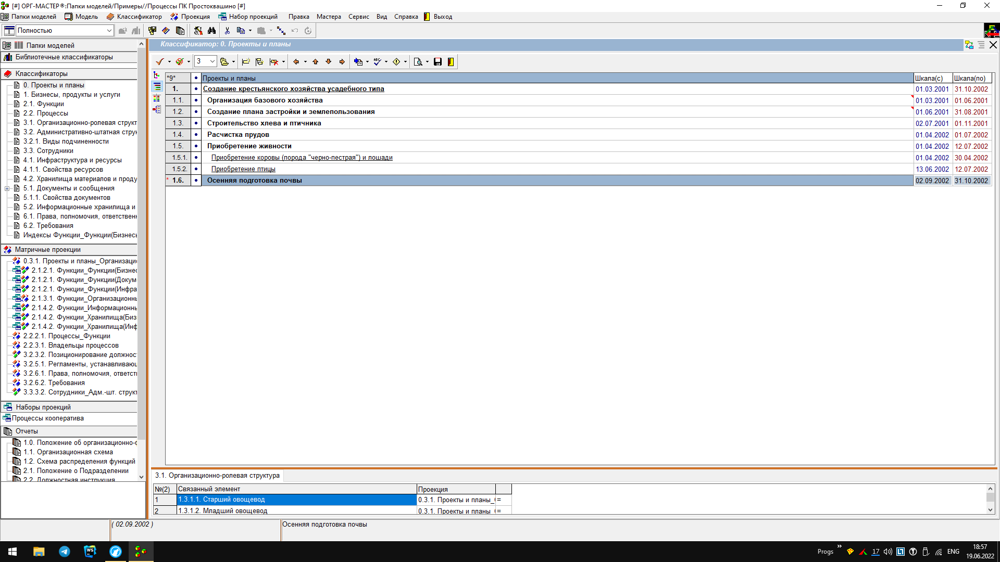 [#] ОРГ-МАСТЕР®:Папки моделей/Примеры//Процессы ПК Простоквашино [#]
Папки моделей Модель Классификатор Проекция Набор проекций Правка Мастера Сервис Вид Справка Выход
Полностью
Папки моделей
Библиотечные классификаторы
Классификаторы
0. Проекты и планы
1. Бизнесы, продукты и услуги
2.1. Функции
2.2. Процессы
3.1. Организационно-ролевая структ
3.2. Административно-штатная стру
3.2.1. Виды подчиненности
3.3. Сотрудники
4.1. Инфраструктура и ресурсы
4.1.1. Свойства ресурсов
4.2. Хранилища материалов и проду
5.1. Документы и сообщения
5.1.1. Свойства документов
5.2. Информационные хранилища и
6.1. Права, полномочия, ответствен
6.2. Требования
Индексы Функции_Функции(Бизнес
Матричные проекции
0.3.1. Проекты и планы_Организаци
2.1.2.1. Функции_Функции(Бизнес
2.1.2.1. Функции_Функции(Докум
2.1.2.1. Функции_Функции(Инфра
2.1.3.1. Функции_Организационн
2.1.4.2. Функции_Информационн
2.1.4.2. Функции_Хранилища(Биз
2.1.4.2. Функции_Хранилища(Инф
2.2.2.1. Процессы_Функции
2.2.3.1. Владельцы процессов
3.2.3.2. Позиционирование должнос
3.2.5.1. Регламенты, устанавливаю
3.2.6.1. Права, полномочия, ответст
3.2.6.2. Требования
3.3.3.2. Сотрудники_Адм.-шт. структ
Наборы проекций
Процессы кооператива
Отчеты
1.0. Положение об организационно-
1.1. Организационная схема
1.2. Схема распределения функций
2.1. Положение о Подразделении
2.2. Должностная инструкция
Классификатор: 0. Проекты и планы
3
*9* Проекты и планы Шкала(с) Шкала(по)
1. Создание крестьянского хозяйства усадебного типа 01.03.2001 31.10.2002
1.1. Организация базового хозяйства 01.03.2001 01.06.2001
1.2. Создание плана застройки и землепользования 01.06.2001 31.08.2001
1.3. Строительство хлева и птичника 02.07.2001 01.11.2001
1.4. Расчистка прудов 01.04.2002 01.07.2002
1.5. Приобретение живности 01.04.2002 12.07.2002
1.5.1. Приобретение коровы (порода "черно-пестрая") и лошади 01.04.2002 30.04.2002
1.5.2. Приобретение птицы 13.06.2002 12.07.2002
* 1.6. Осенняя подготовка почвы 02.09.2002 31.10.2002
3.1. Организационно-ролевая структура
№(2) Связанный элемент Проекция
1 1.3.1.1. Старший овощевод 0.3.1. Проекты и планы_ =
2 1.3.1.2. Младший овощевод 0.3.1. Проекты и планы_ =
( 02.09.2002 ) Осенняя подготовка почвы
Progs » 17 ENG 18:57
19.06.2022